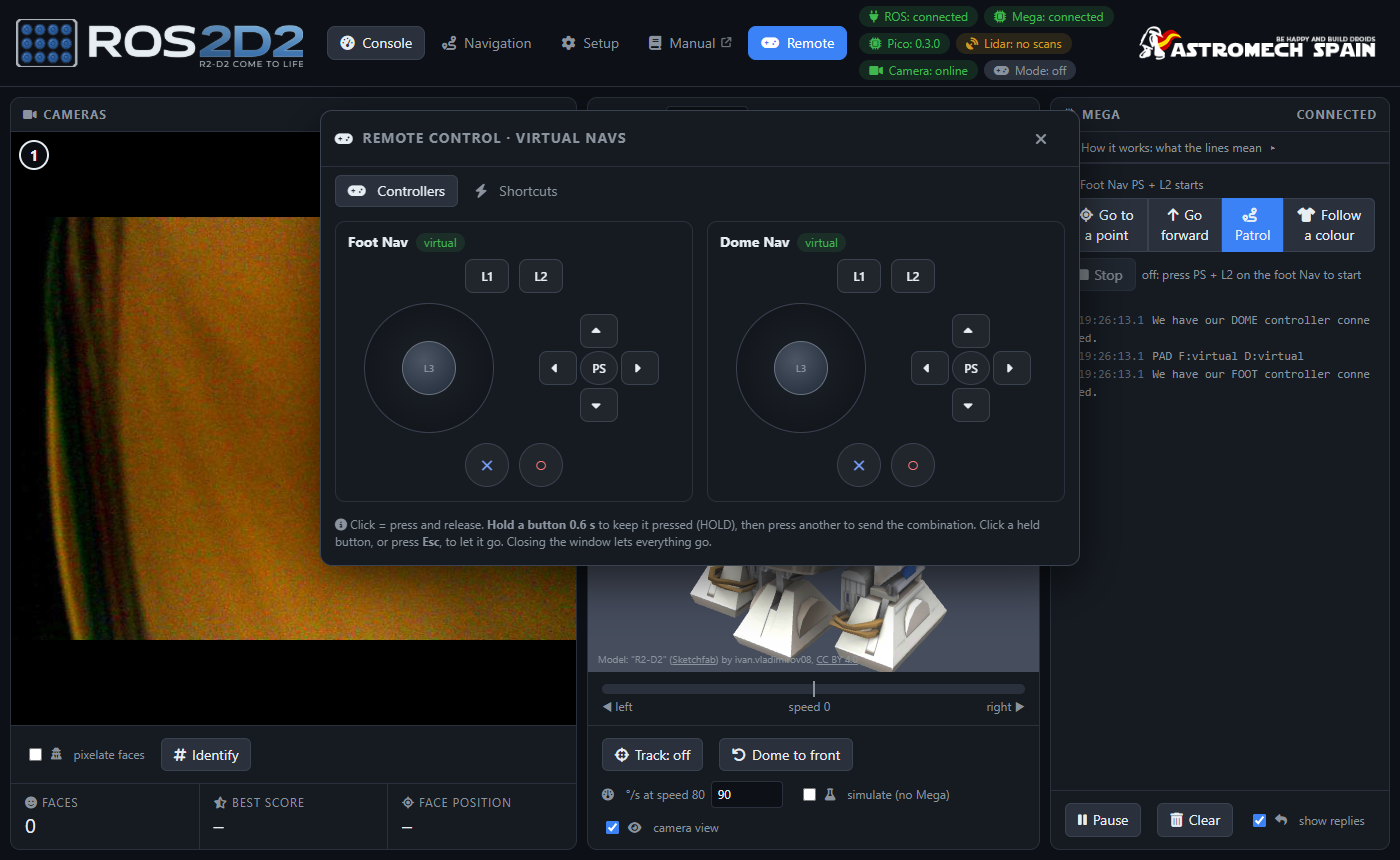 ROS2D2
R2-D2 COME TO LIFE
Console
Navigation
Setup
Manual
Remote
ROS: connected
Mega: connected
Pico: 0.3.0
Lidar: no scans
Camera: online
Mode: off
BE HAPPY AND BUILD DROIDS
ASTROMECH SPAIN
CAMERAS
1
REMOTE CONTROL · VIRTUAL NAVS
Controllers
Shortcuts
Foot Nav virtual
L1 L2
L3
PS
Dome Nav virtual
L1 L2
L3
PS
Click = press and release. Hold a button 0.6 s to keep it pressed (HOLD), then press another to send the combination. Click a held
button, or press Esc, to let it go. Closing the window lets everything go.
Model: "R2-D2" (Sketchfab) by ivan.vladimirov08, CC BY 4.0
left
speed 0
right
Track: off
Dome to front
°/s at speed 80 90
simulate (no Mega)
camera view
pixelate faces
Identify
FACES
0
BEST SCORE
–
FACE POSITION
–
MEGA
CONNECTED
How it works: what the lines mean
Foot Nav PS + L2 starts
Go to
a point
Go
forward
Patrol
Follow
a colour
Stop
off: press PS + L2 on the foot Nav to start
19:26:13.1 We have our DOME controller conne
ed.
19:26:13.1 PAD F:virtual D:virtual
19:26:13.1 We have our FOOT controller conne
ed.
Pause
Clear
show replies